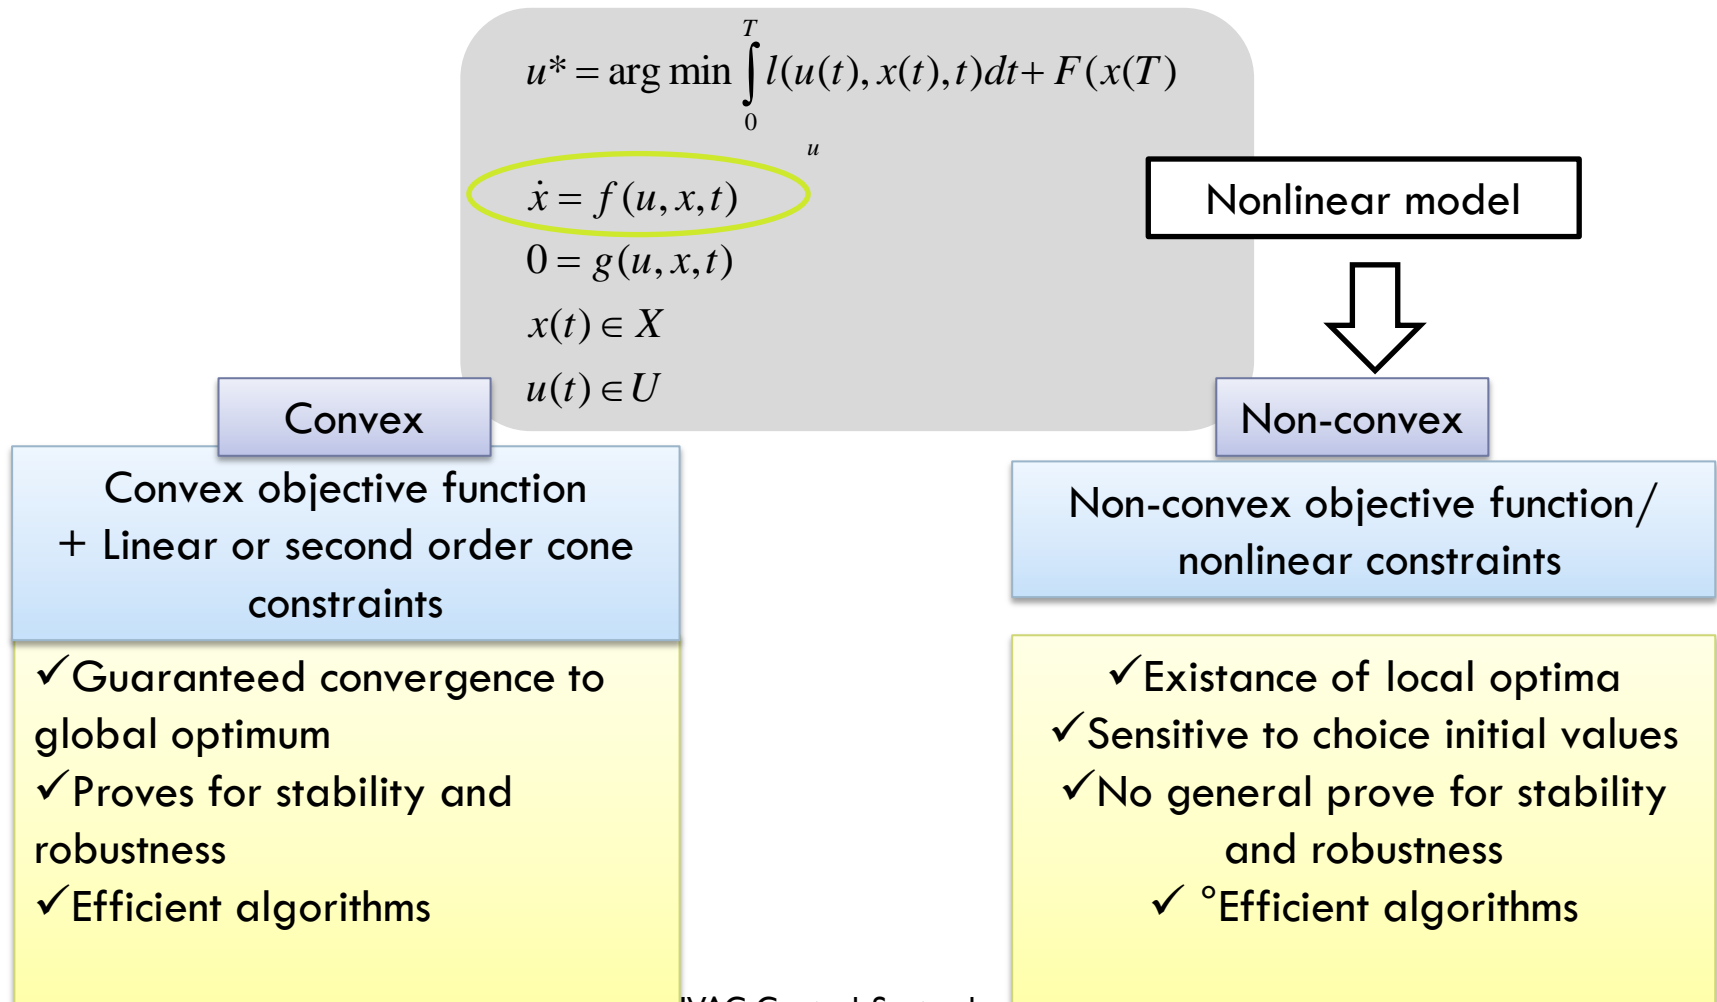 u* = arg min ∫₀ᵀ l(u(t), x(t), t)dt + F(x(T)
u
ẋ = f(u, x, t)
Nonlinear model
0 = g(u, x, t)
x(t) ∈ X
u(t) ∈ U
Convex
Convex objective function
+ Linear or second order cone
constraints
✓Guaranteed convergence to
global optimum
✓Proves for stability and
robustness
✓Efficient algorithms
Non-convex
Non-convex objective function/
nonlinear constraints
✓Existance of local optima
✓Sensitive to choice initial values
✓No general prove for stability
and robustness
✓ °Efficient algorithms